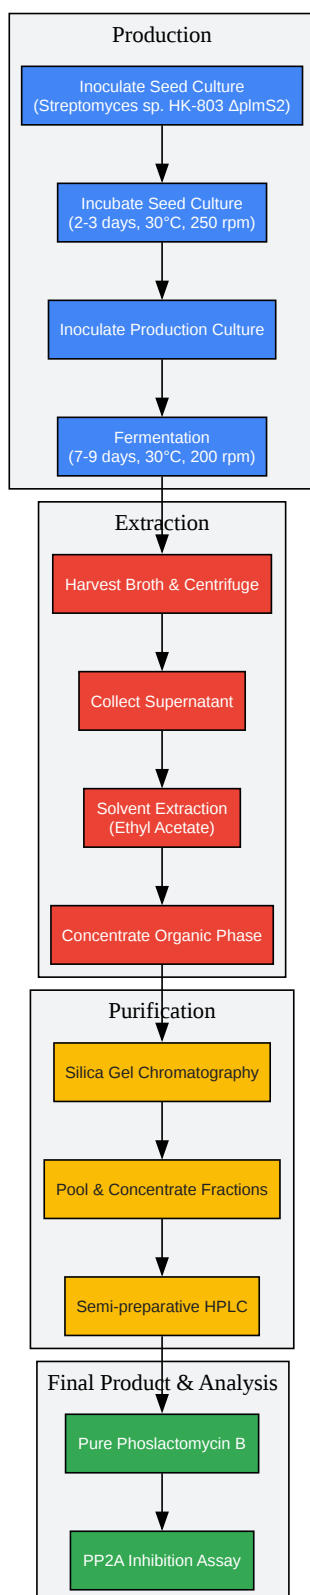 Production
Inoculate Seed Culture
(Streptomyces sp. HK-803 ΔplmS2)
Incubate Seed Culture
(2-3 days, 30°C, 250 rpm)
Inoculate Production Culture
Fermentation
(7-9 days, 30°C, 200 rpm)
Extraction
Harvest Broth & Centrifuge
Collect Supernatant
Solvent Extraction
(Ethyl Acetate)
Concentrate Organic Phase
Purification
Silica Gel Chromatography
Pool & Concentrate Fractions
Semi-preparative HPLC
Final Product & Analysis
Pure Phoslactomycin B
PP2A Inhibition Assay